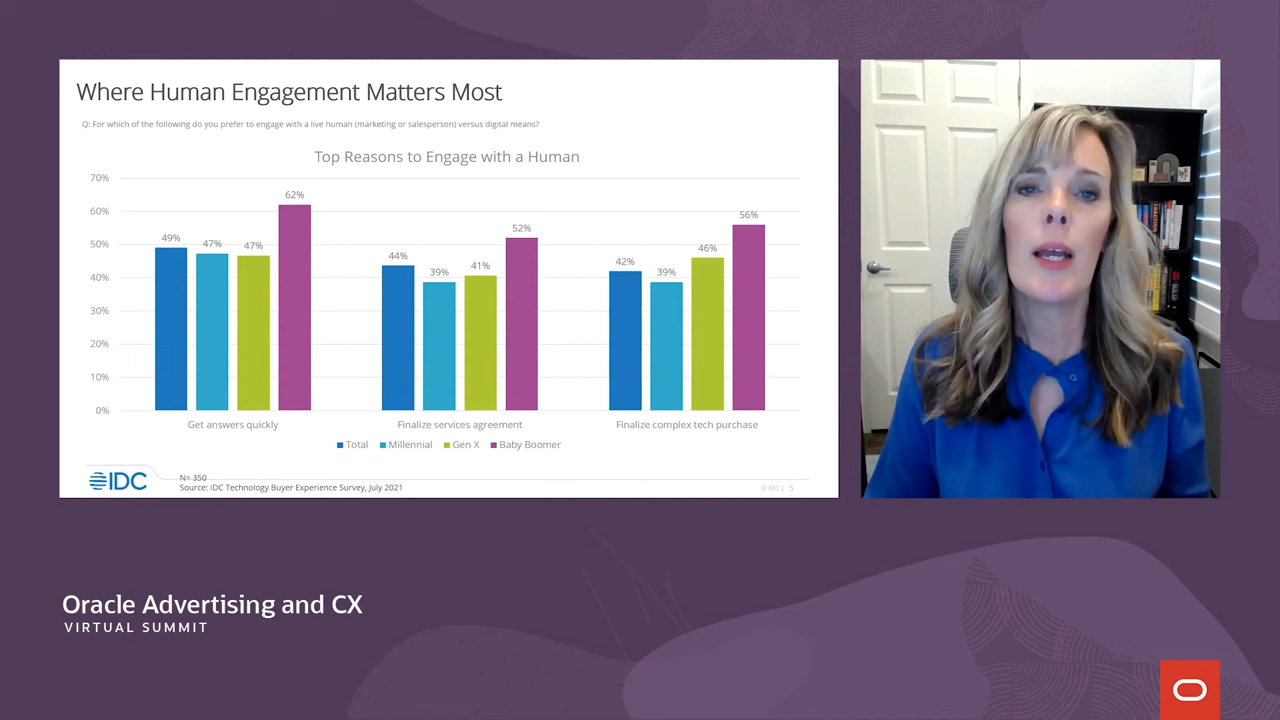 Where Human Engagement Matters Most
Q: For which of the following do you prefer to engage with a live human (marketing or salesperson) versus digital means?
Top Reasons to Engage with a Human
70%
60%
50%
40%
30%
20%
10%
0%
49%
47%
47%
62%
44%
39%
41%
52%
42%
39%
46%
56%
Get answers quickly
Finalize services agreement
Finalize complex tech purchase
Total
Millennial
Gen X
Baby Boomer
IDC
N= 350
Source: IDC Technology Buyer Experience Survey, July 2021
© IDC | 5
TRACTION
Oracle Advertising and CX
VIRTUAL SUMMIT